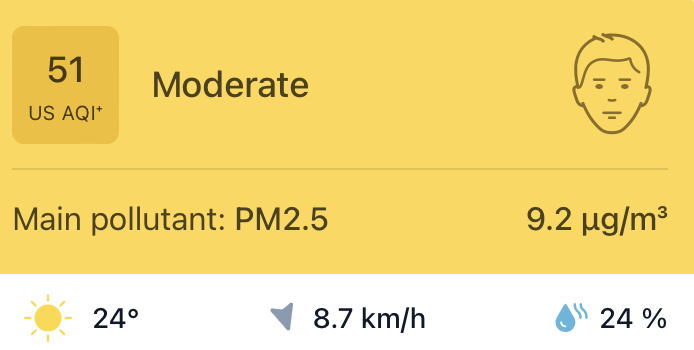 51
US AQI⁺
Moderate
Main pollutant: PM2.5
9.2 µg/m³
24°
8.7 km/h
24 %